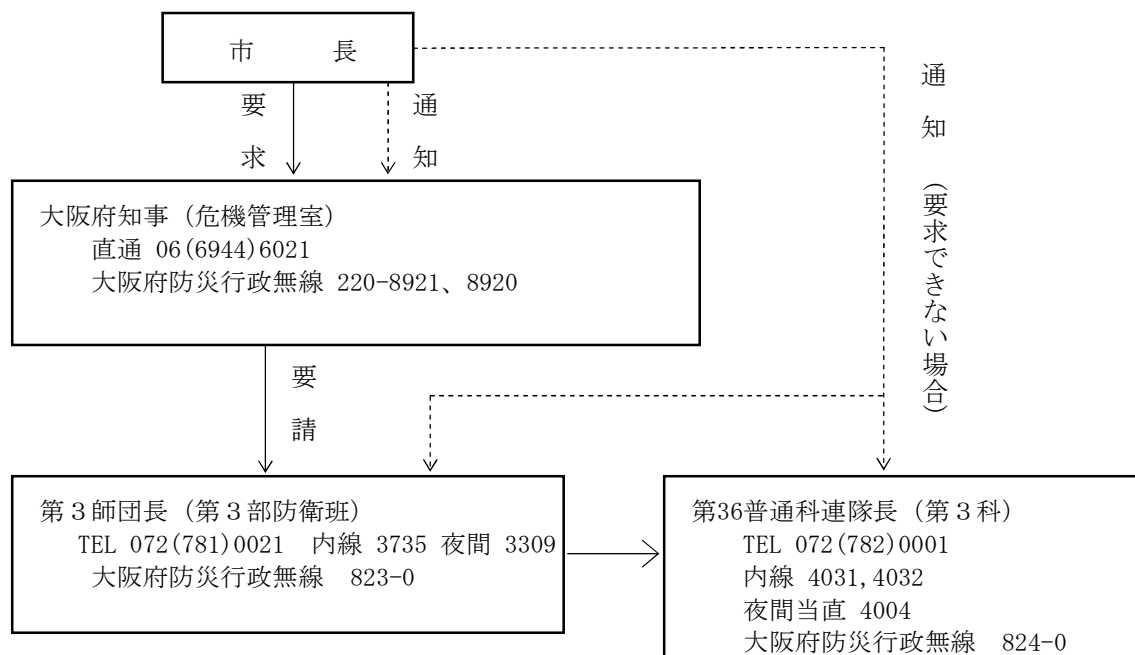 市　　　長
要求
通知
通知　（要求できない場合）
大阪府知事（危機管理室）
直通 06(6944)6021
大阪府防災行政無線 220-8921、8920
要請
第３師団長（第３部防衛班）
TEL 072(781)0021　内線 3735 夜間 3309
大阪府防災行政無線　823-0
第36普通科連隊長（第３科）
TEL 072(782)0001
内線 4031,4032
夜間当直 4004
大阪府防災行政無線　824-0